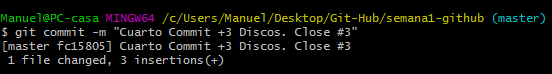 Manuel@PC-casa MINGW64 /c/Users/Manuel/Desktop/Git-Hub/semana1-github (master)
$ git commit -m "Cuarto Commit +3 Discos. Close #3"
[master fc15805] Cuarto Commit +3 Discos. Close #3
 1 file changed, 3 insertions(+)